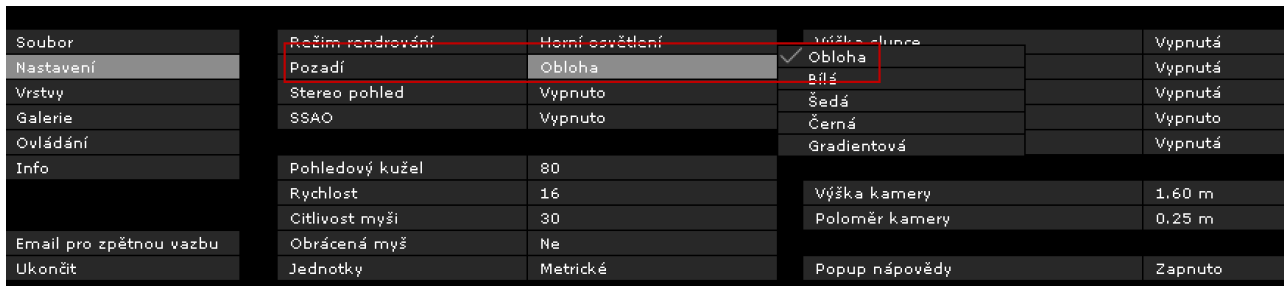 Soubor
Nastavení
Vrstvy
Galerie
Ovládání
Info
Email pro zpětnou vazbu
Ukončit
Režim rendrování Horní osvětlení
Pozadí Obloha
Stereo pohled Vypnuto
SSAO Vypnuto
Pohledový kužel 80
Rychlost 16
Citlivost myši 30
Obrácená myš Ne
Jednotky Metrické
Obloha
Bílá
Šedá
Černá
Gradientová
Výška slunce Vypnutá
Vypnutá
Vypnutá
Vypnuto
Vypnutá
Výška kamery 1.60 m
Poloměr kamery 0.25 m
Popup nápovědy Zapnuto